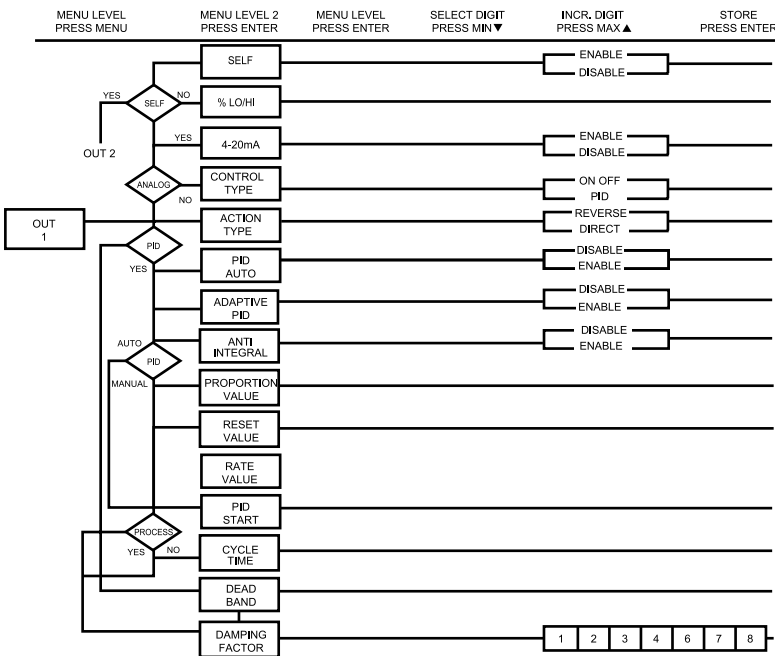 MENU LEVEL
PRESS MENU
MENU LEVEL 2
PRESS ENTER
MENU LEVEL
PRESS ENTER
SELECT DIGIT
PRESS MIN▼
INCR. DIGIT
PRESS MAX▲
STORE
PRESS ENTER
SELF
ENABLE
DISABLE
YES
SELF
NO
% LO/HI
OUT 2
YES
4-20mA
ENABLE
DISABLE
ANALOG
NO
CONTROL
TYPE
ON OFF
PID
OUT
1
ACTION
TYPE
REVERSE
DIRECT
PID
YES
PID
AUTO
DISABLE
ENABLE
ADAPTIVE
PID
DISABLE
ENABLE
ANTI
INTEGRAL
DISABLE
ENABLE
AUTO
PID
MANUAL
PROPORTION
VALUE
RESET
VALUE
RATE
VALUE
PID
START
PROCESS
YES
NO
CYCLE
TIME
DEAD
BAND
DAMPING
FACTOR
1 2 3 4 6 7 8